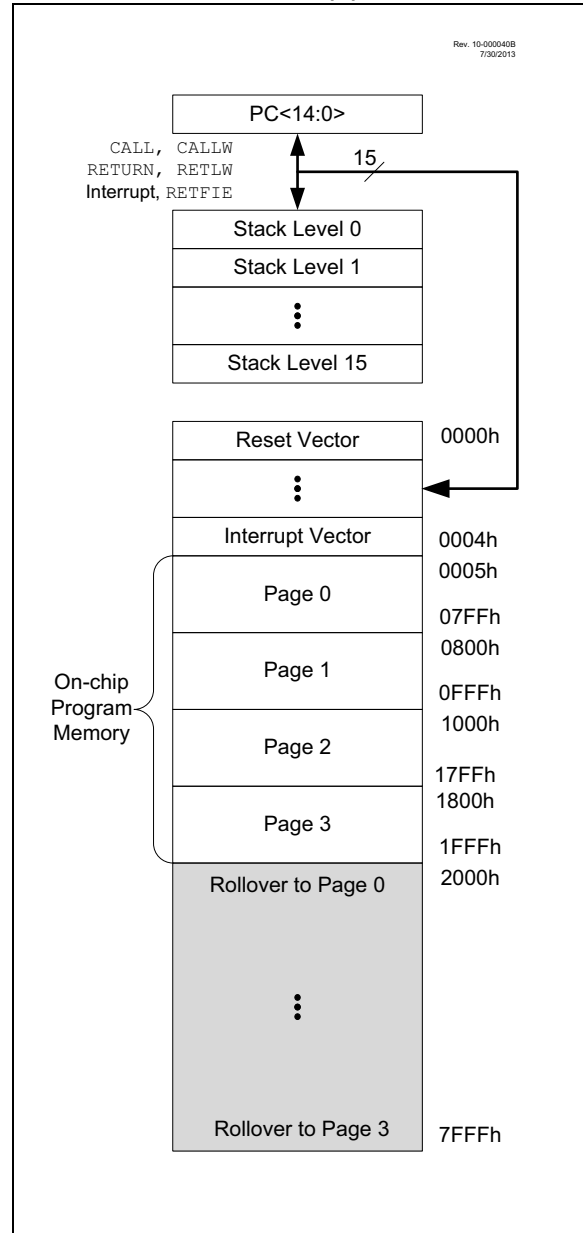 Rev. 10-000040B
7/30/2013
PC<14:0>
CALL, CALLW
RETURN, RETLW
Interrupt, RETFIE
15
Stack Level 0
Stack Level 1
Stack Level 15
Reset Vector 0000h
Interrupt Vector 0004h
0005h
Page 0
07FFh
0800h
Page 1
0FFFh
On-chip
Program
Memory
1000h
Page 2
17FFh
1800h
Page 3
1FFFh
Rollover to Page 0 2000h
Rollover to Page 3 7FFFh